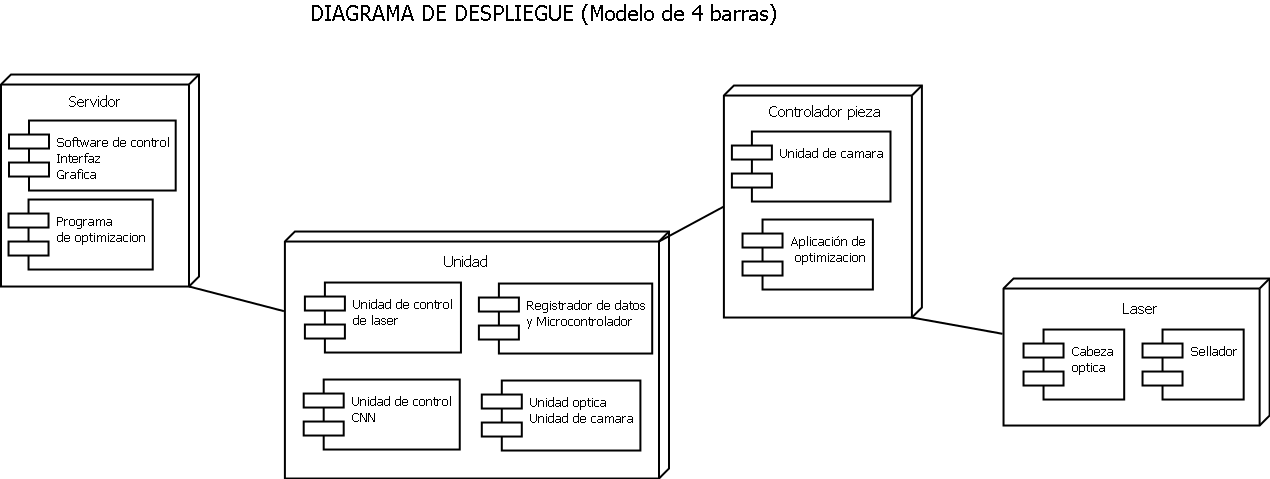 DIAGRAMA DE DESPLIEGUE (Modelo de 4 barras)
Servidor
Software de control
Interfaz
Grafica
Programa
de optimizacion
Unidad
Unidad de control
de laser
Registrador de datos
y Microcontrolador
Unidad de control
CNN
Unidad optica
Unidad de camara
Controlador pieza
Unidad de camara
Aplicación de
optimizacion
Laser
Cabeza
optica
Sellador